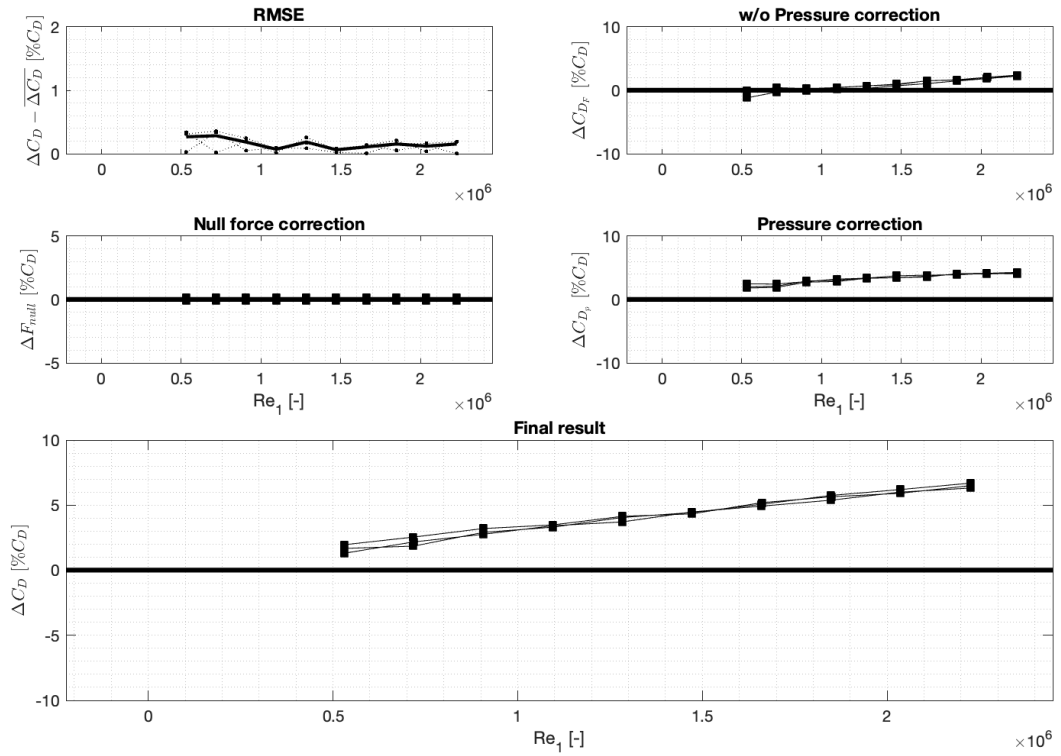 RMSE
2
1
0
ΔC_D − \overline{ΔC_D} [%C_D]
0 0.5 1 1.5 2
×10^6
w/o Pressure correction
10
0
-10
ΔC_{D_F} [%C_D]
0 0.5 1 1.5 2
×10^6
Null force correction
5
0
-5
ΔF_{null} [%C_D]
0 0.5 1 1.5 2
×10^6
Re_1 [-]
Pressure correction
10
0
-10
ΔC_{D_p} [%C_D]
0 0.5 1 1.5 2
×10^6
Re_1 [-]
Final result
10
5
0
-5
-10
ΔC_D [%C_D]
0 0.5 1 1.5 2
×10^6
Re_1 [-]